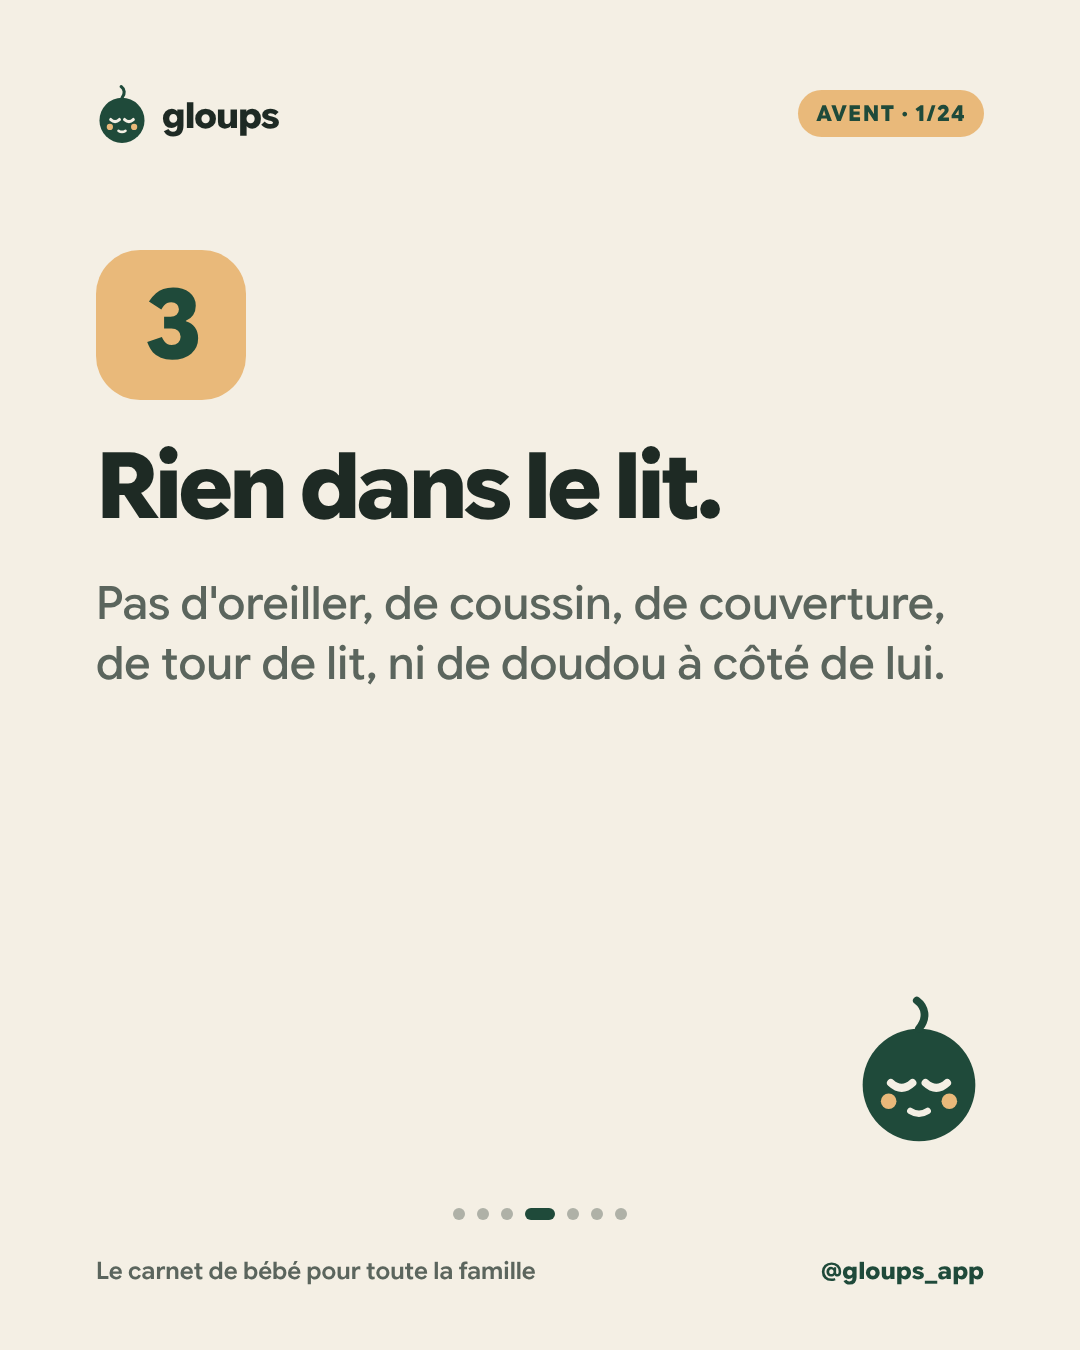 gloups
AVENT · 1/24
3
Rien dans le lit.
Pas d'oreiller, de coussin, de couverture,
de tour de lit, ni de doudou à côté de lui.
Le carnet de bébé pour toute la famille
@gloups_app